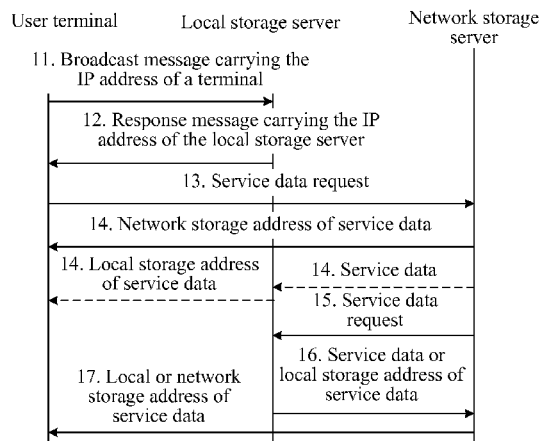 User terminal
Local storage server
Network storage
server
11. Broadcast message carrying the
IP address of a terminal
12. Response message carrying the IP
address of the local storage server
13. Service data request
14. Network storage address of service data
14. Local storage address
of service data
14. Service data
15. Service data
request
16. Service data or
local storage address of
service data
17. Local or network
storage address of
service data